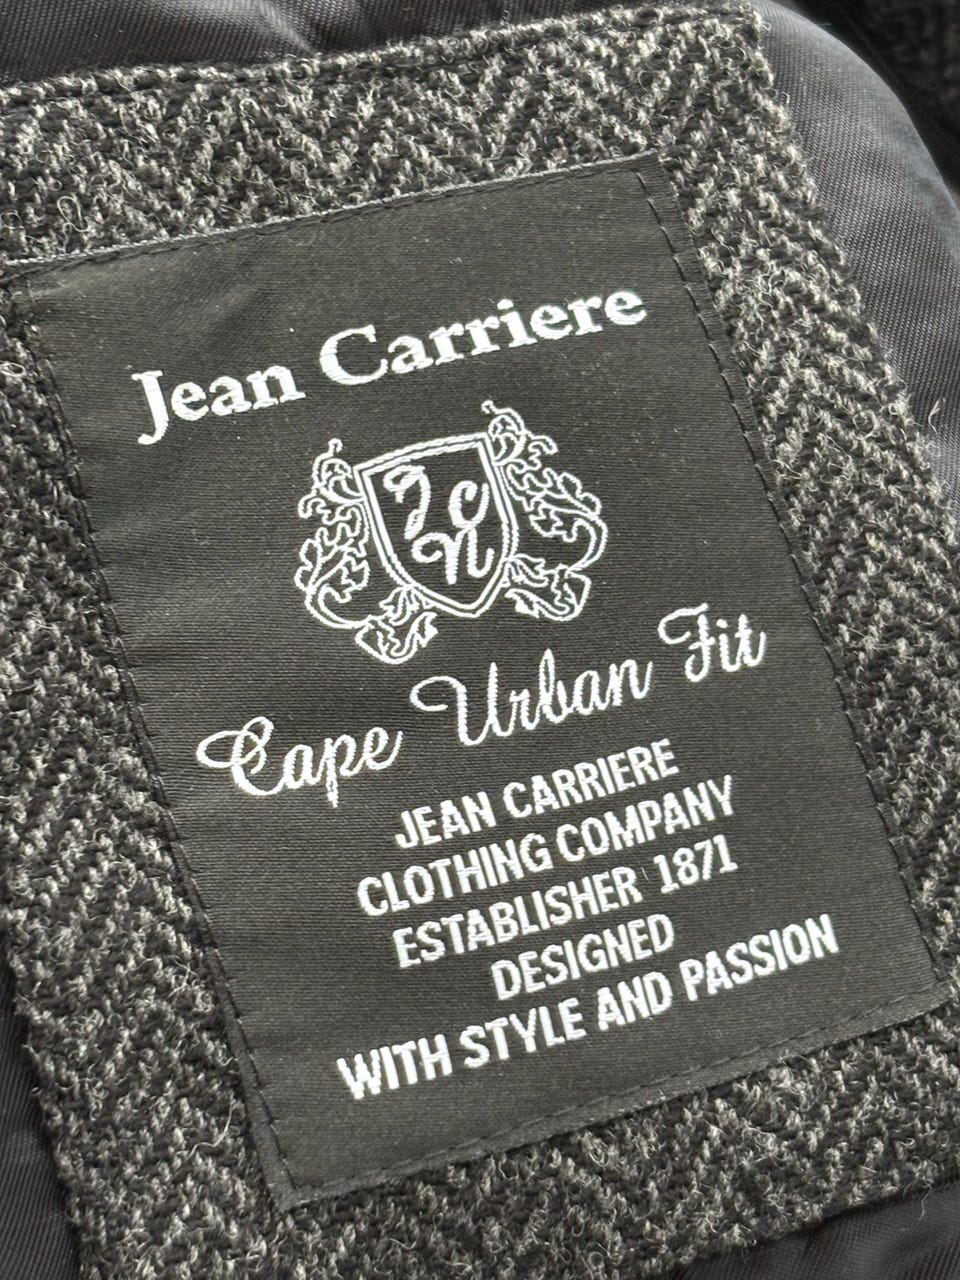 Jean Carriere
J C
N
Cape Urban Fit
JEAN CARRIERE
CLOTHING COMPANY
ESTABLISHER 1871
DESIGNED
WITH STYLE AND PASSION